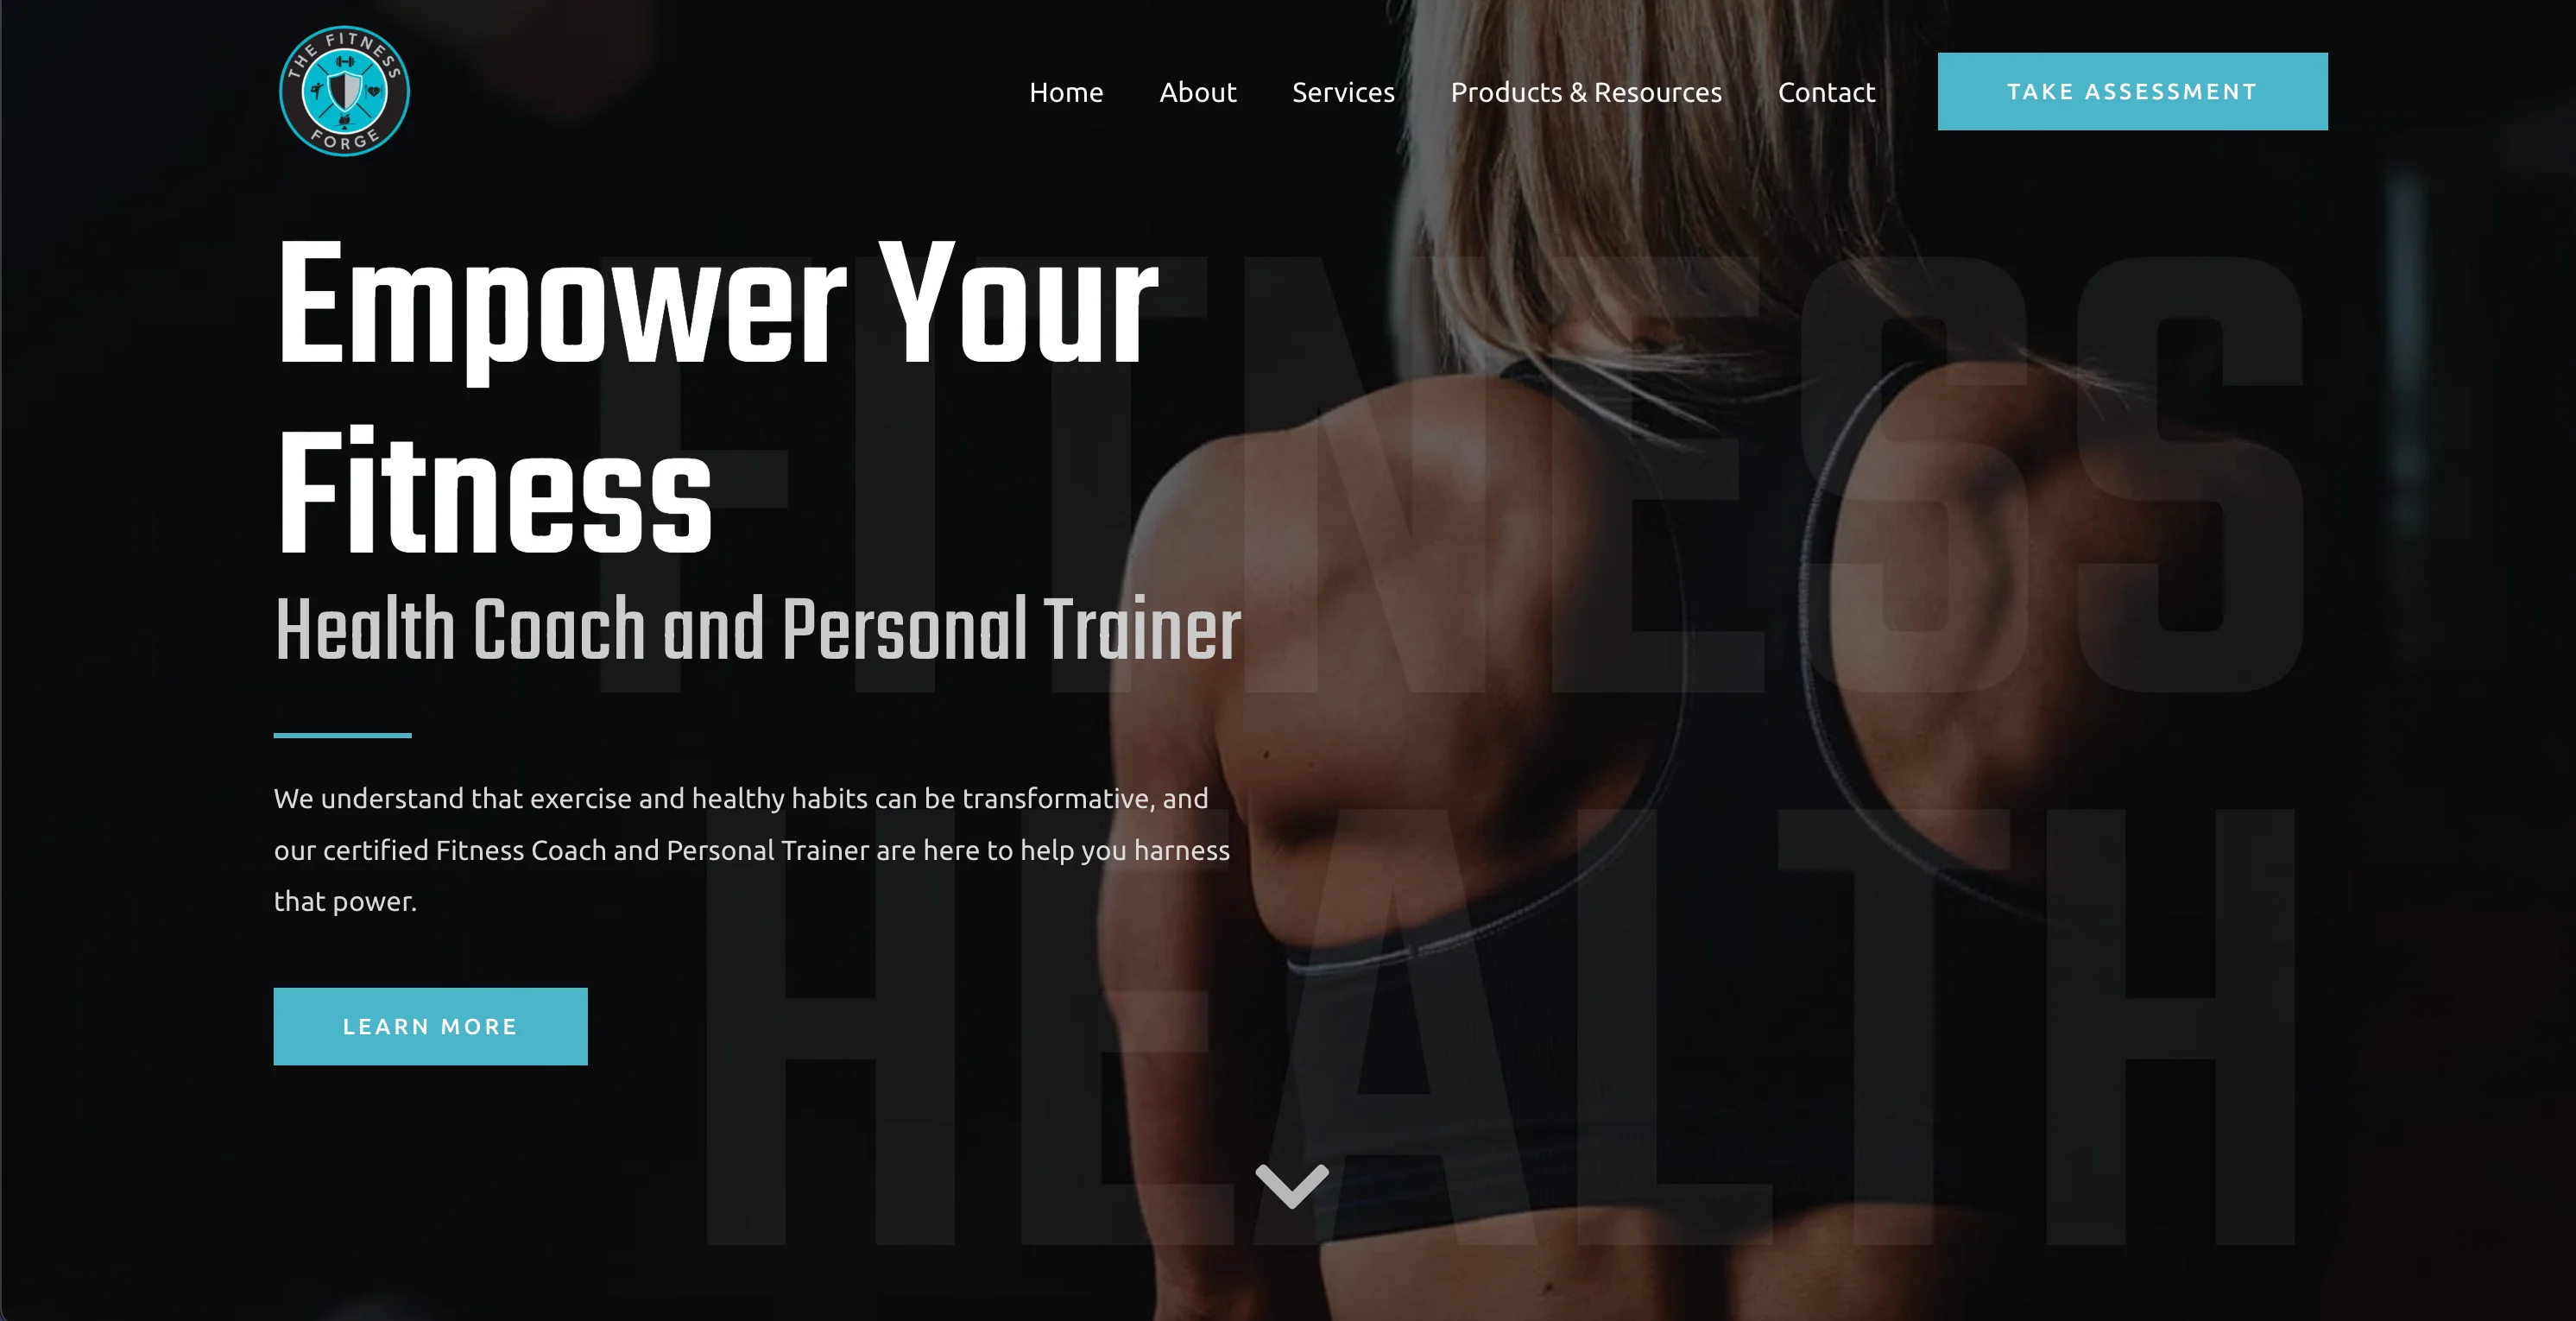 THE FITNESS
FORGE
Home About Services Products & Resources Contact TAKE ASSESSMENT
FITNESS
HEALTH
Empower Your
Fitness
Health Coach and Personal Trainer
We understand that exercise and healthy habits can be transformative, and
our certified Fitness Coach and Personal Trainer are here to help you harness
that power.
LEARN MORE